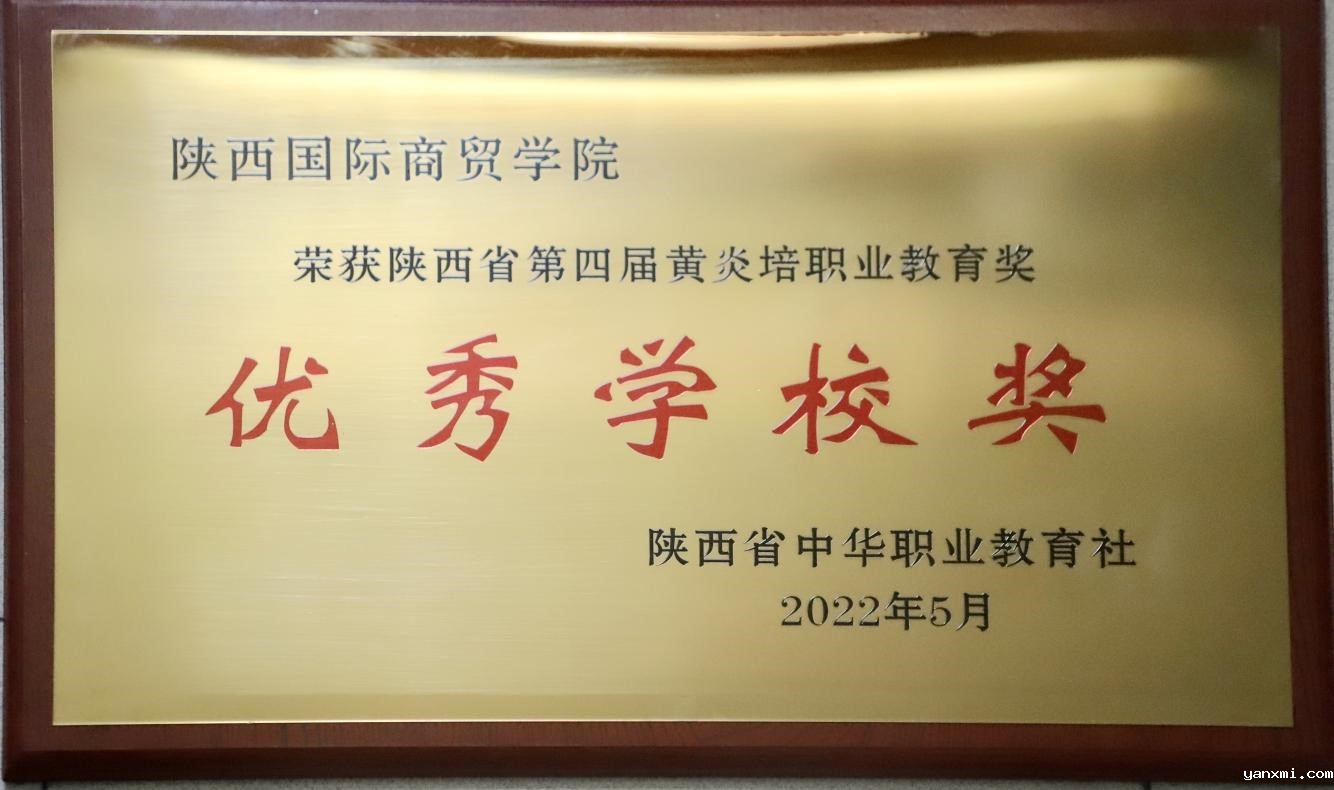 陕西国际商贸学院
荣获陕西省第四届黄炎培职业教育奖
优秀学校奖
陕西省中华职业教育社
2022年5月
yanxmi.com